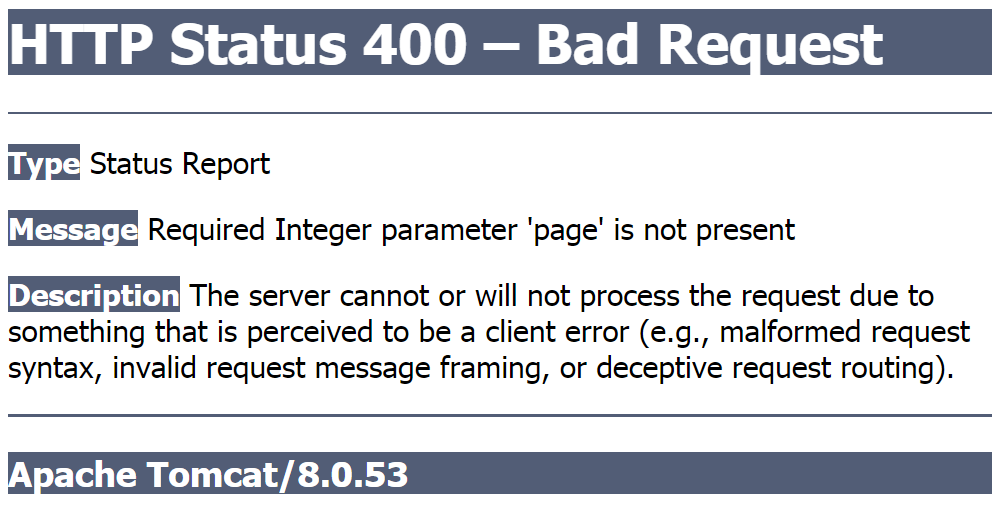 HTTP Status 400 – Bad Request
Type Status Report
Message Required Integer parameter 'page' is not present
Description The server cannot or will not process the request due to
something that is perceived to be a client error (e.g., malformed request
syntax, invalid request message framing, or deceptive request routing).
Apache Tomcat/8.0.53